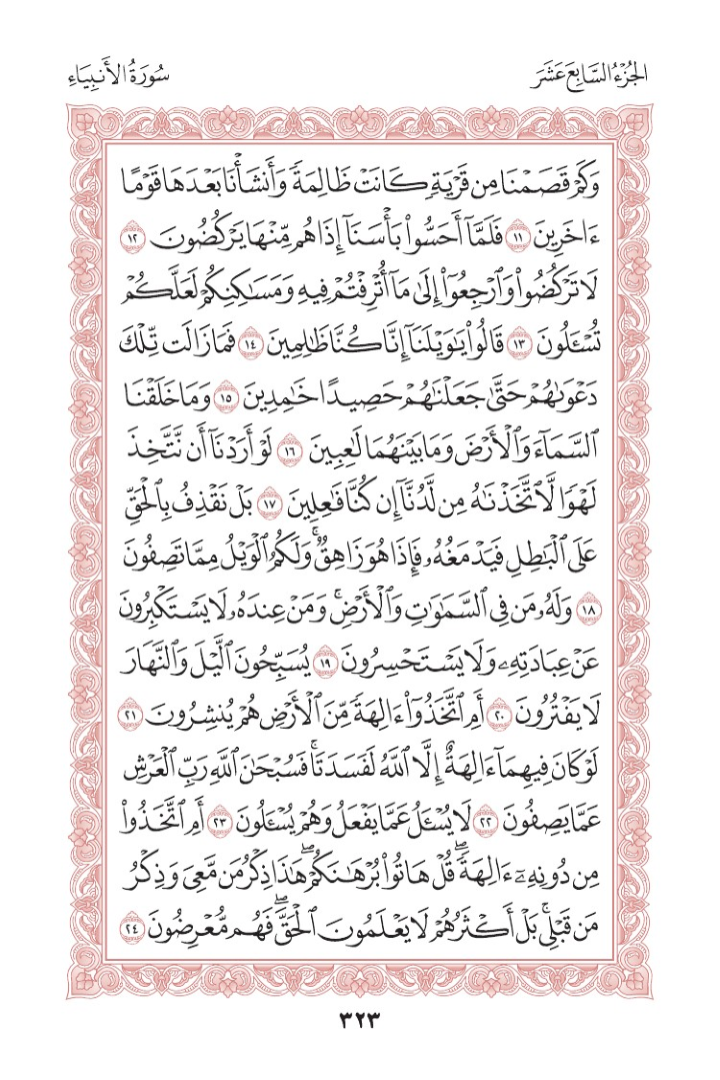 الجُزْءُ السَّابِعَ عَشَرَ
سُورَةُ الأَنبِيَاءِ
وَكَمۡ قَصَمۡنَا مِن قَرۡيَةٖ كَانَتۡ ظَالِمَةٗ وَأَنشَأۡنَا بَعۡدَهَا قَوۡمًا
ءَاخَرِينَ ١١ فَلَمَّآ أَحَسُّواْ بَأۡسَنَآ إِذَا هُم مِّنۡهَا يَرۡكُضُونَ ١٢
لَا تَرۡكُضُواْ وَٱرۡجِعُوٓاْ إِلَىٰ مَآ أُتۡرِفۡتُمۡ فِيهِ وَمَسَٰكِنِكُمۡ لَعَلَّكُمۡ
تُسۡـَٔلُونَ ١٣ قَالُواْ يَٰوَيۡلَنَآ إِنَّا كُنَّا ظَٰلِمِينَ ١٤ فَمَا زَالَت تِّلۡكَ
دَعۡوَىٰهُمۡ حَتَّىٰ جَعَلۡنَٰهُمۡ حَصِيدًا خَٰمِدِينَ ١٥ وَمَا خَلَقۡنَا
ٱلسَّمَآءَ وَٱلۡأَرۡضَ وَمَا بَيۡنَهُمَا لَٰعِبِينَ ١٦ لَوۡ أَرَدۡنَآ أَن نَّتَّخِذَ
لَهۡوٗا لَّٱتَّخَذۡنَٰهُ مِن لَّدُنَّآ إِن كُنَّا فَٰعِلِينَ ١٧ بَلۡ نَقۡذِفُ بِٱلۡحَقِّ
عَلَى ٱلۡبَٰطِلِ فَيَدۡمَغُهُۥ فَإِذَا هُوَ زَاهِقٞۚ وَلَكُمُ ٱلۡوَيۡلُ مِمَّا تَصِفُونَ
١٨ وَلَهُۥ مَن فِي ٱلسَّمَٰوَٰتِ وَٱلۡأَرۡضِۚ وَمَنۡ عِندَهُۥ لَا يَسۡتَكۡبِرُونَ
عَنۡ عِبَادَتِهِۦ وَلَا يَسۡتَحۡسِرُونَ ١٩ يُسَبِّحُونَ ٱلَّيۡلَ وَٱلنَّهَارَ
لَا يَفۡتُرُونَ ٢٠ أَمِ ٱتَّخَذُوٓاْ ءَالِهَةٗ مِّنَ ٱلۡأَرۡضِ هُمۡ يُنشِرُونَ ٢١
لَوۡ كَانَ فِيهِمَآ ءَالِهَةٌ إِلَّا ٱللَّهُ لَفَسَدَتَاۚ فَسُبۡحَٰنَ ٱللَّهِ رَبِّ ٱلۡعَرۡشِ
عَمَّا يَصِفُونَ ٢٢ لَا يُسۡـَٔلُ عَمَّا يَفۡعَلُ وَهُمۡ يُسۡـَٔلُونَ ٢٣ أَمِ ٱتَّخَذُواْ
مِن دُونِهِۦٓ ءَالِهَةٗۖ قُلۡ هَاتُواْ بُرۡهَٰنَكُمۡۖ هَٰذَا ذِكۡرُ مَن مَّعِيَ وَذِكۡرُ
مَن قَبۡلِيۚ بَلۡ أَكۡثَرُهُمۡ لَا يَعۡلَمُونَ ٱلۡحَقَّۖ فَهُم مُّعۡرِضُونَ ٢٤
٣٢٣